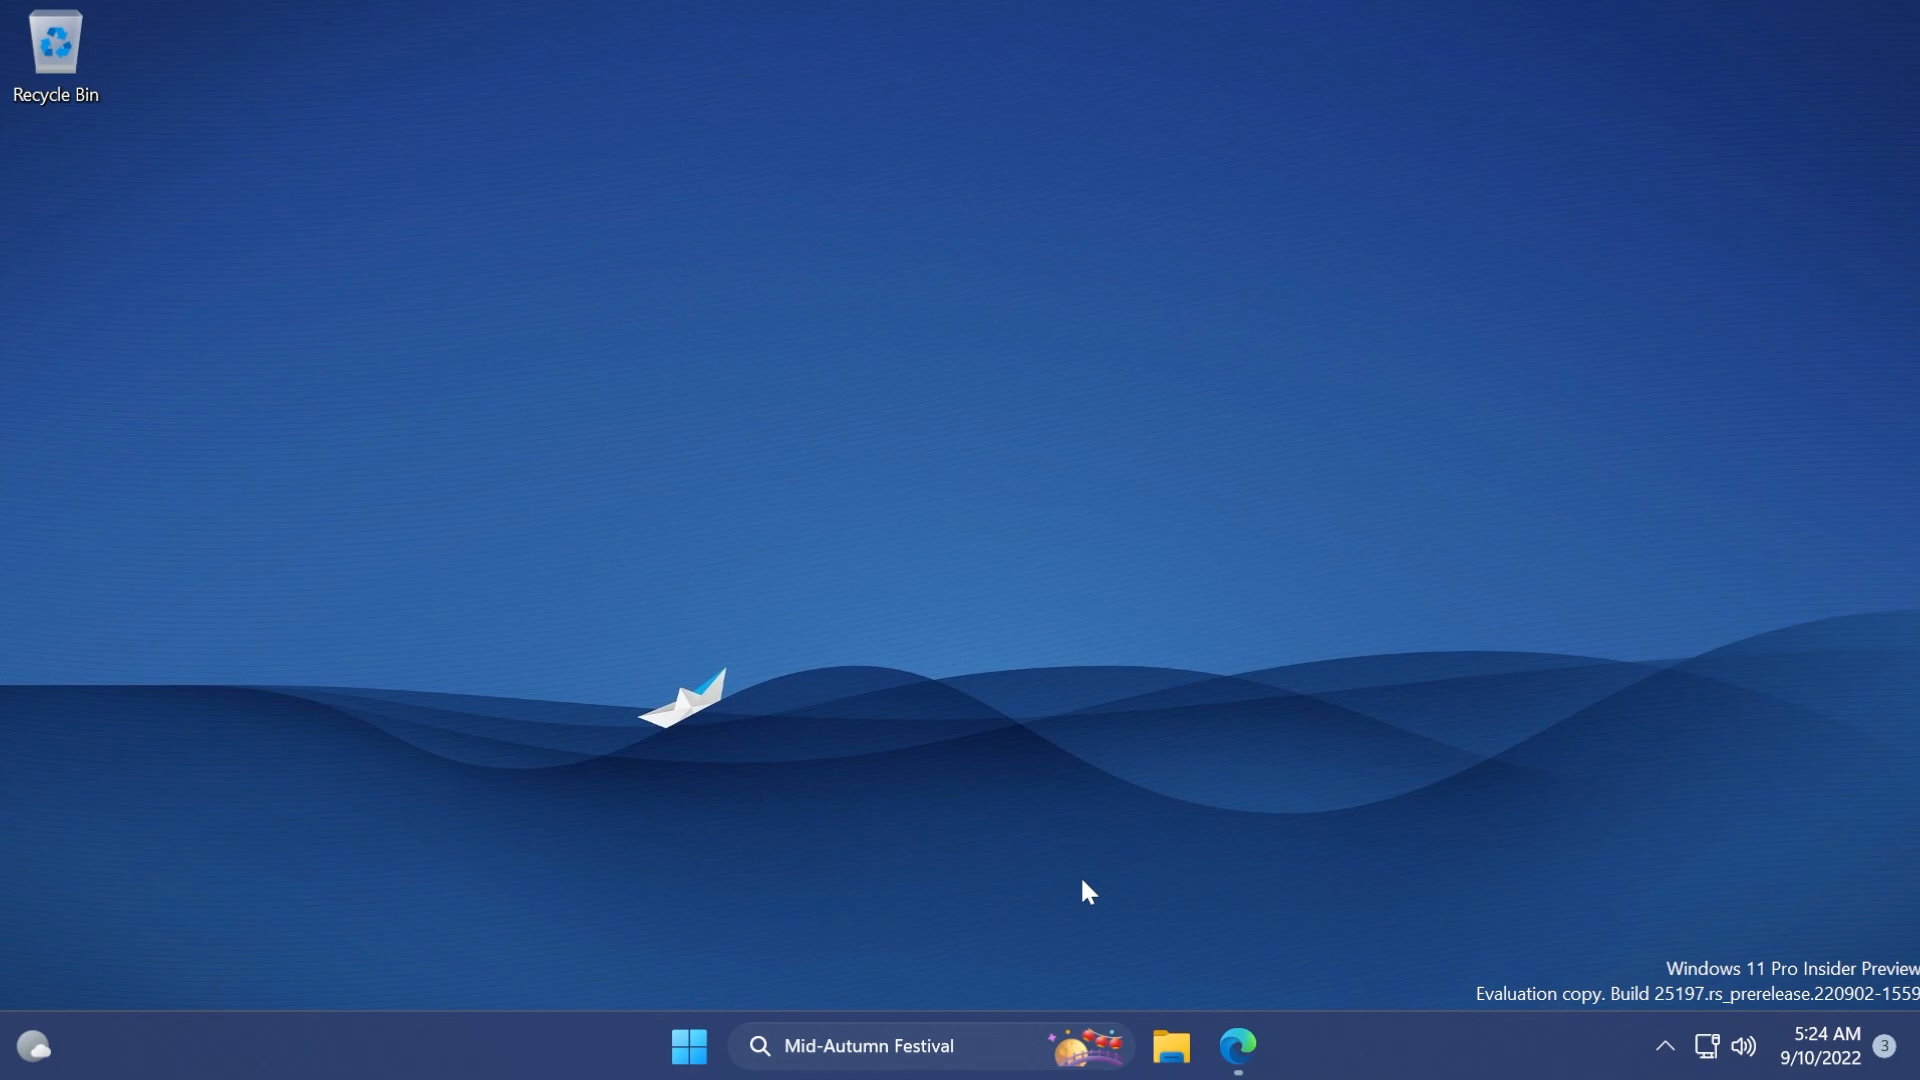 Recycle Bin
Windows 11 Pro Insider Preview
Evaluation copy. Build 25197.rs_prerelease.220902-1559
Mid-Autumn Festival
5:24 AM
9/10/2022
3